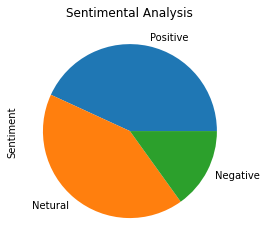 Sentimental Analysis
Positive
Sentiment
Netural
Negative